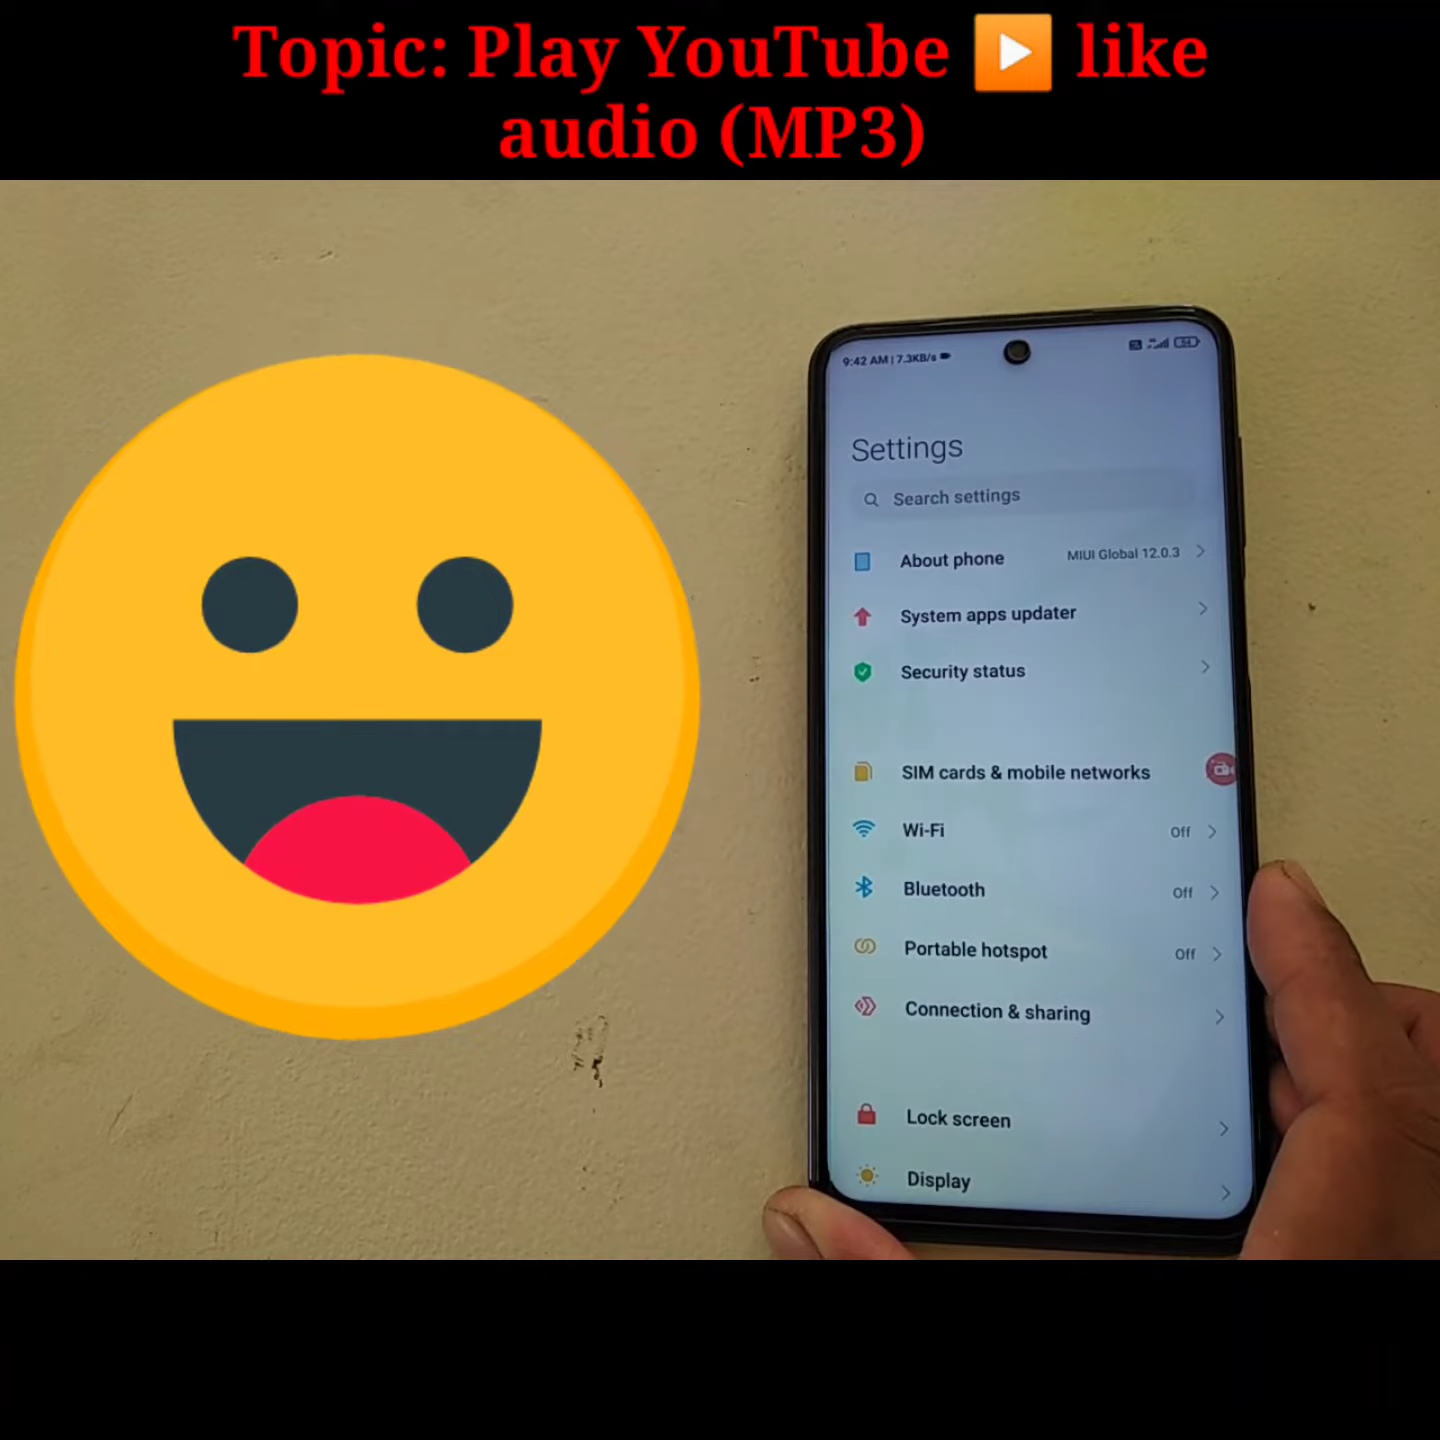 Topic: Play YouTube ▶️ like
audio (MP3)
9:42 AM | 7.3KB/s
54
Settings
Search settings
About phone MIUI Global 12.0.3
System apps updater
Security status
SIM cards & mobile networks
Wi-Fi Off
Bluetooth Off
Portable hotspot Off
Connection & sharing
Lock screen
Display